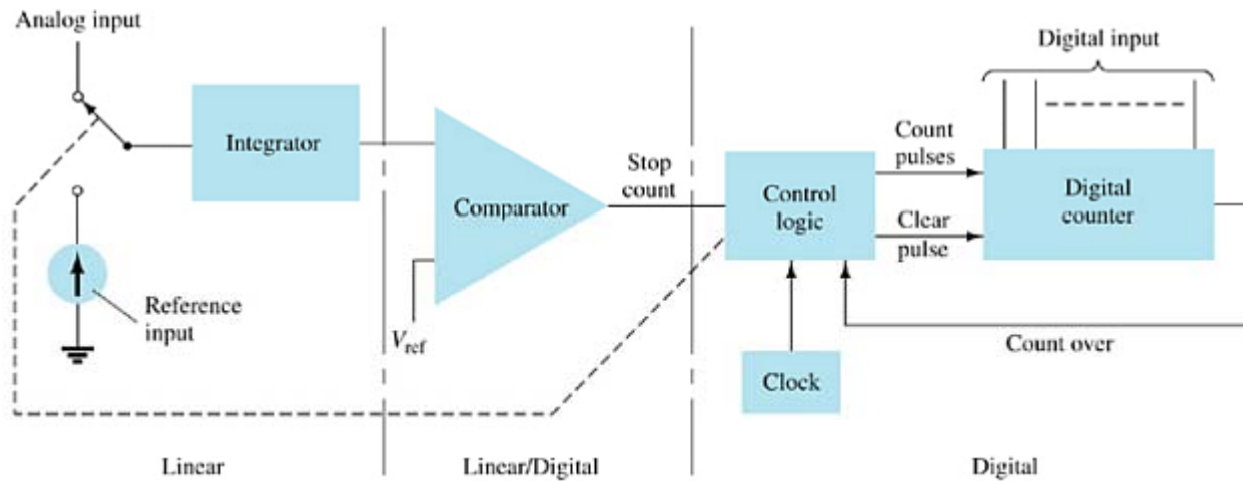 Analog input
Digital input
Integrator
Count
pulses
Stop
count
Comparator
Control
logic
Digital
counter
Clear
pulse
Reference
input
V_ref
Count over
Clock
Linear
Linear/Digital
Digital